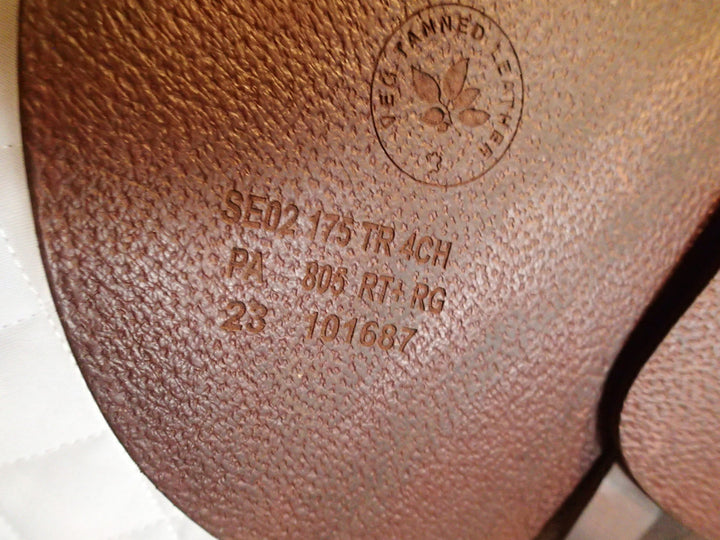 VEG. TANNED LEATHER
SE02 175 TR 4CH
PA 805 RT+ RG
23 101687